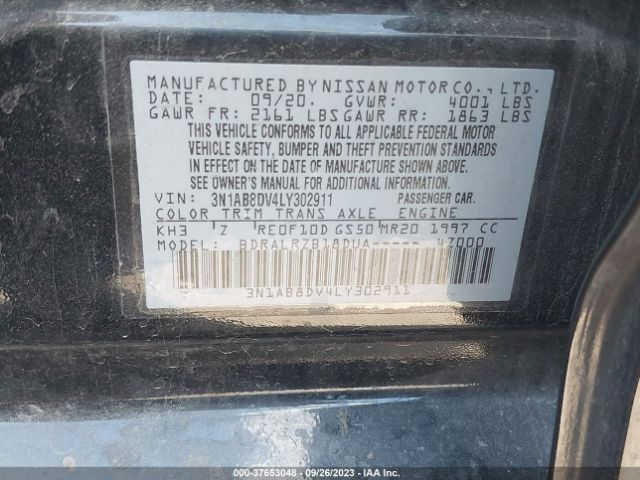 MANUFACTURED BY NISSAN MOTOR CO., LTD.
DATE: 09/20. GVWR: 4001 LBS
GAWR FR: 2161 LBS GAWR RR: 1863 LBS
THIS VEHICLE CONFORMS TO ALL APPLICABLE FEDERAL MOTOR
VEHICLE SAFETY, BUMPER AND THEFT PREVENTION STANDARDS
IN EFFECT ON THE DATE OF MANUFACTURE SHOWN ABOVE.
SEE OWNER'S MANUAL FOR ADDITIONAL INFORMATION.
VIN: 3N1AB8DV4LY302911 PASSENGER CAR.
COLOR TRIM TRANS AXLE ENGINE
KH3 'Z 'RE0F10D GS50 MR20 1997 CC
MODEL: BDRALRZB18DUA----- 47000
3N1AB8DV4LY302911
000-37653048 - 09/26/2023 - IAA Inc.